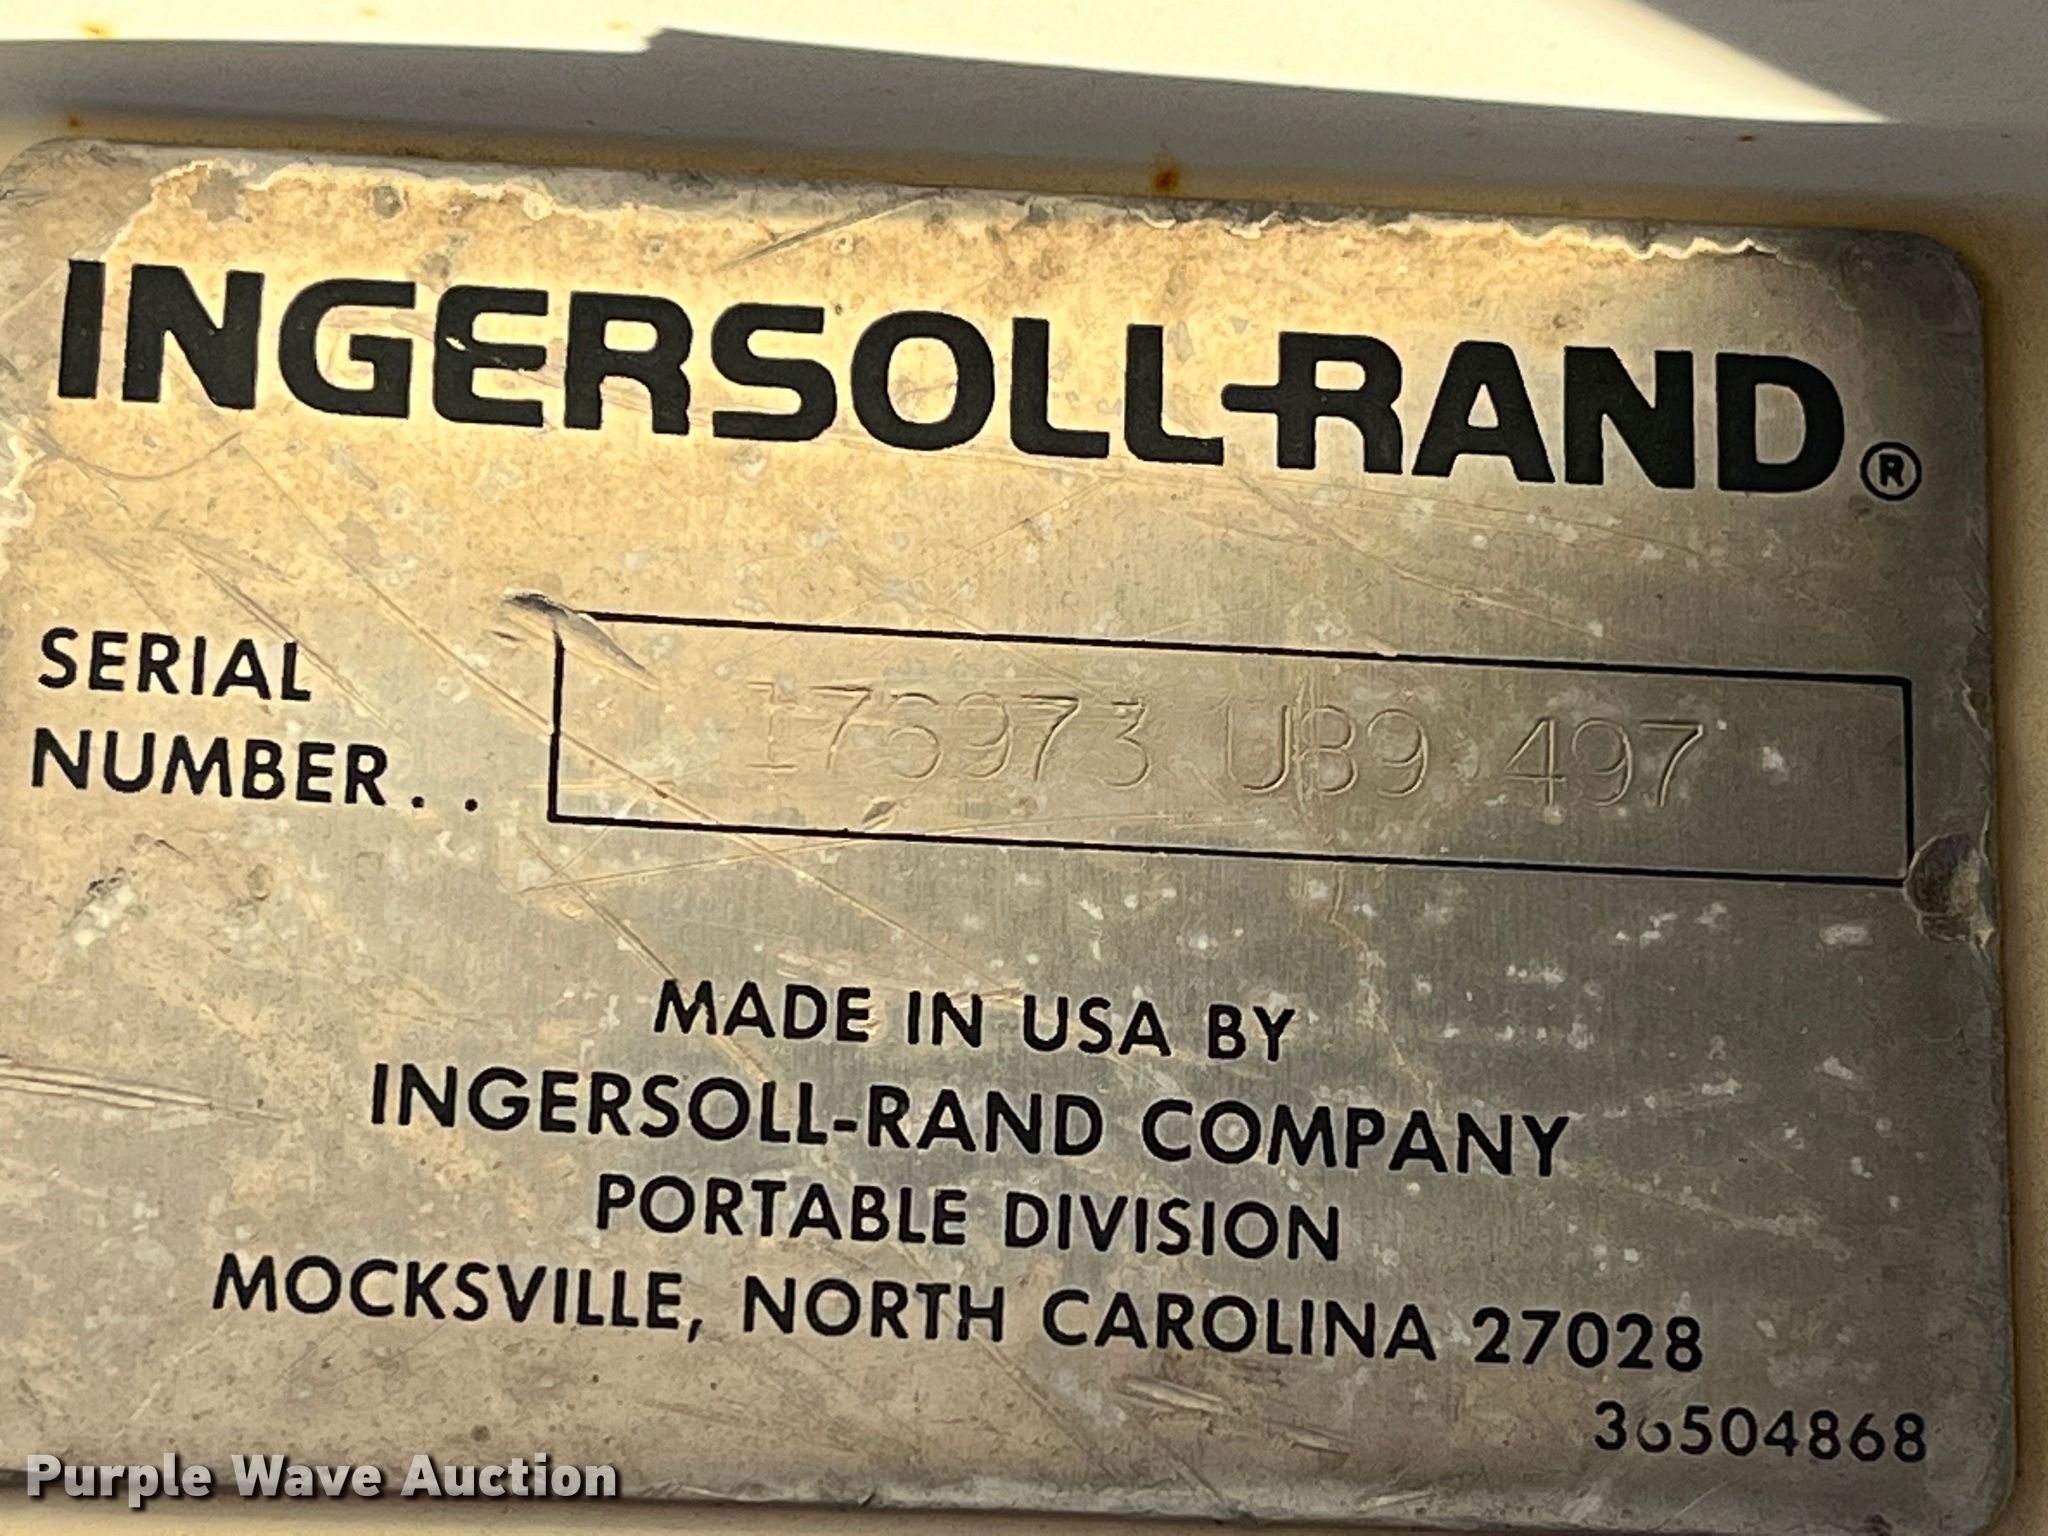 INGERSOLL-RAND®
SERIAL
NUMBER.. 176973 U89 497
MADE IN USA BY
INGERSOLL-RAND COMPANY
PORTABLE DIVISION
MOCKSVILLE, NORTH CAROLINA 27028
36504868
Purple Wave Auction